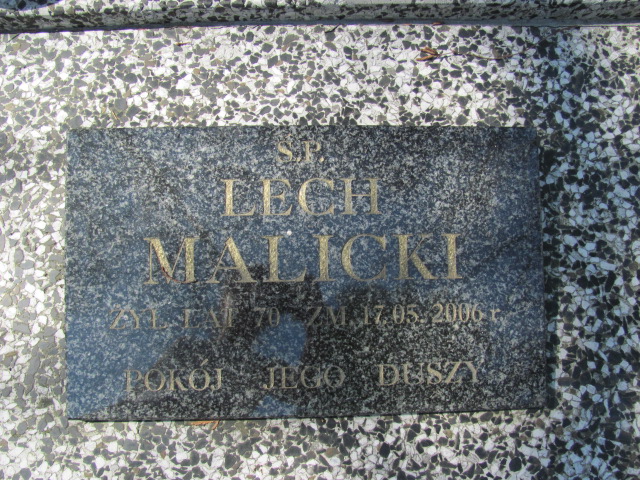 Ś.P.
LECH
MALICKI
ŻYŁ LAT 70 ZM. 17.05.2006 r.
POKÓJ JEGO DUSZY